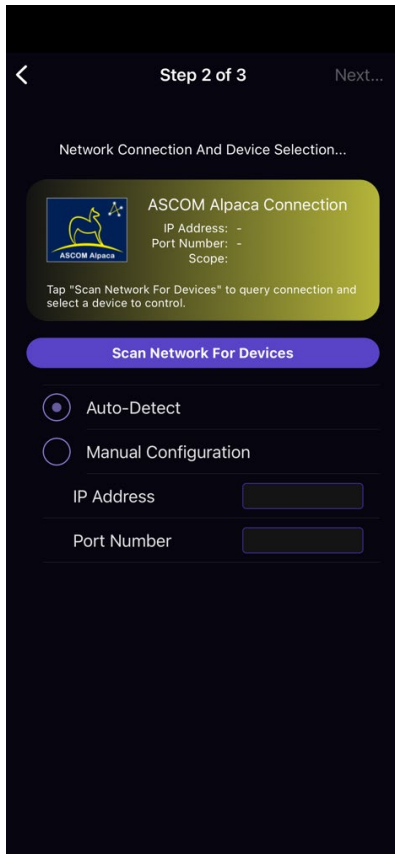 Step 2 of 3
Next...
Network Connection And Device Selection...
ASCOM Alpaca Connection
IP Address: -
Port Number: -
Scope:
ASCOM Alpaca
Tap "Scan Network For Devices" to query connection and
select a device to control.
Scan Network For Devices
Auto-Detect
Manual Configuration
IP Address
Port Number